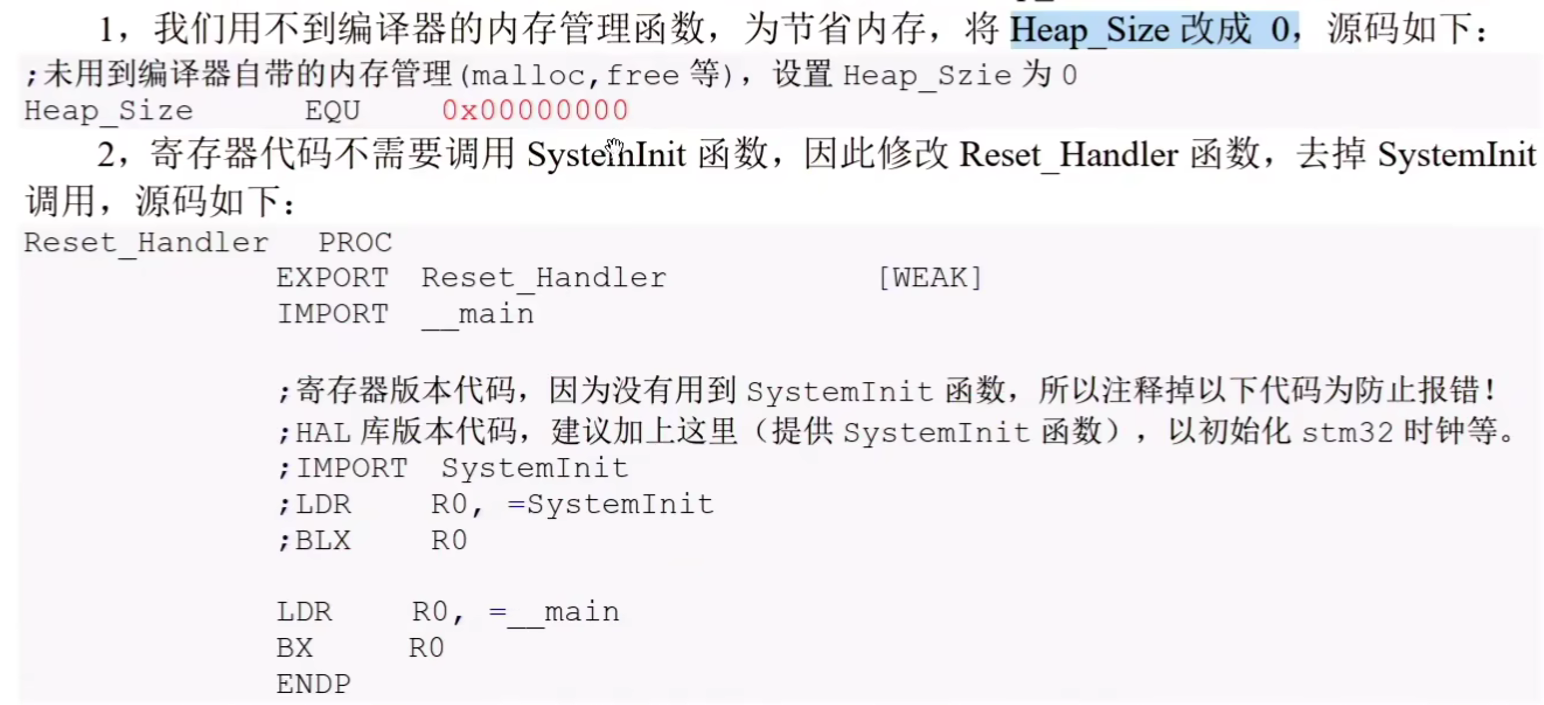 1，我们用不到编译器的内存管理函数，为节省内存，将 Heap_Size 改成 0，源码如下：
;未用到编译器自带的内存管理(malloc,free 等)，设置 Heap_Szie 为 0
Heap_Size EQU 0x00000000
2，寄存器代码不需要调用 SystemInit 函数，因此修改 Reset_Handler 函数，去掉 SystemInit
调用，源码如下：
Reset_Handler PROC
EXPORT Reset_Handler [WEAK]
IMPORT __main
;寄存器版本代码，因为没有用到 SystemInit 函数，所以注释掉以下代码为防止报错！
;HAL 库版本代码，建议加上这里（提供 SystemInit 函数），以初始化 stm32 时钟等。
;IMPORT SystemInit
;LDR R0, =SystemInit
;BLX R0
LDR R0, =__main
BX R0
ENDP